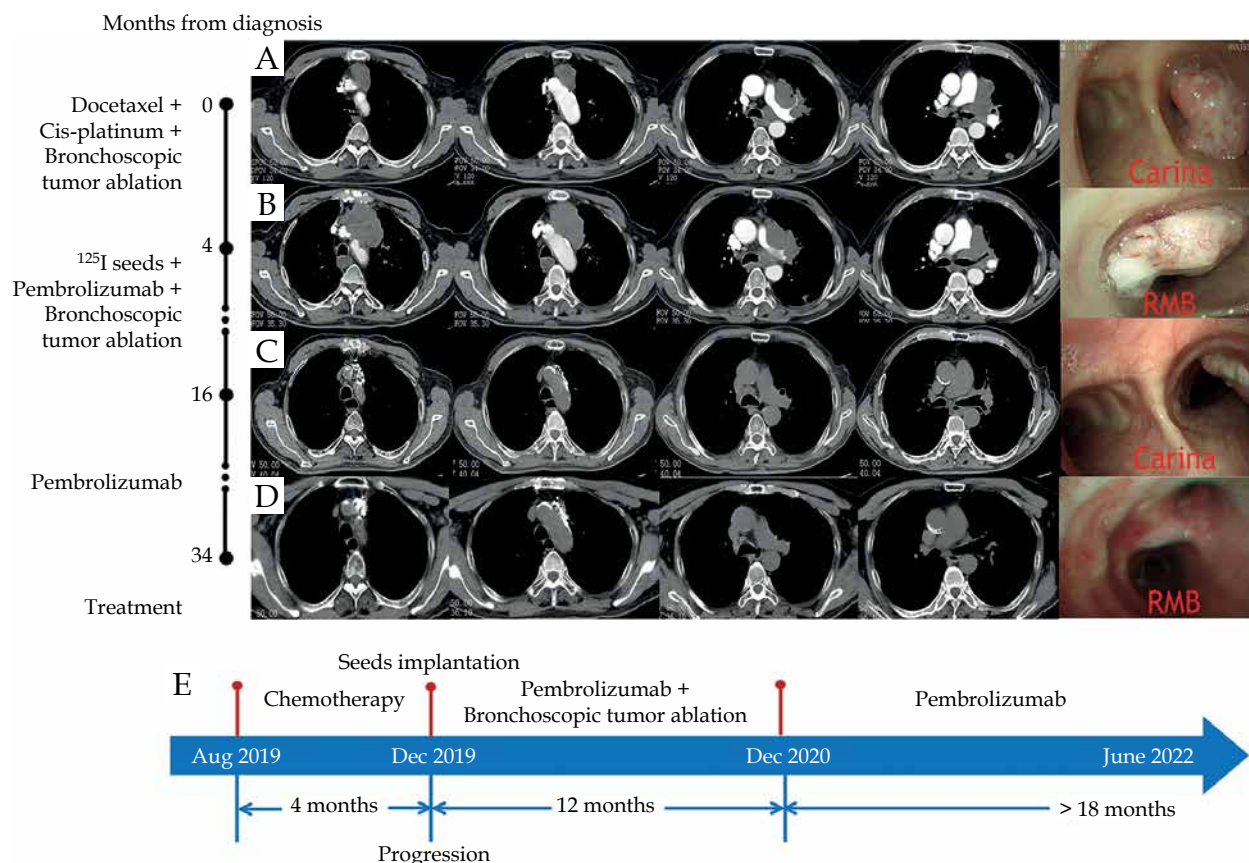 Months from diagnosis
A
0
Docetaxel +
Cis-platinum +
Bronchoscopic
tumor ablation
Carina
B
4
¹²⁵I seeds +
Pembrolizumab +
Bronchoscopic
tumor ablation
RMB
C
16
Carina
Pembrolizumab
D
34
RMB
Treatment
E
Seeds implantation
Chemotherapy
Pembrolizumab +
Bronchoscopic tumor ablation
Pembrolizumab
Aug 2019
Dec 2019
Dec 2020
June 2022
4 months
12 months
> 18 months
Progression